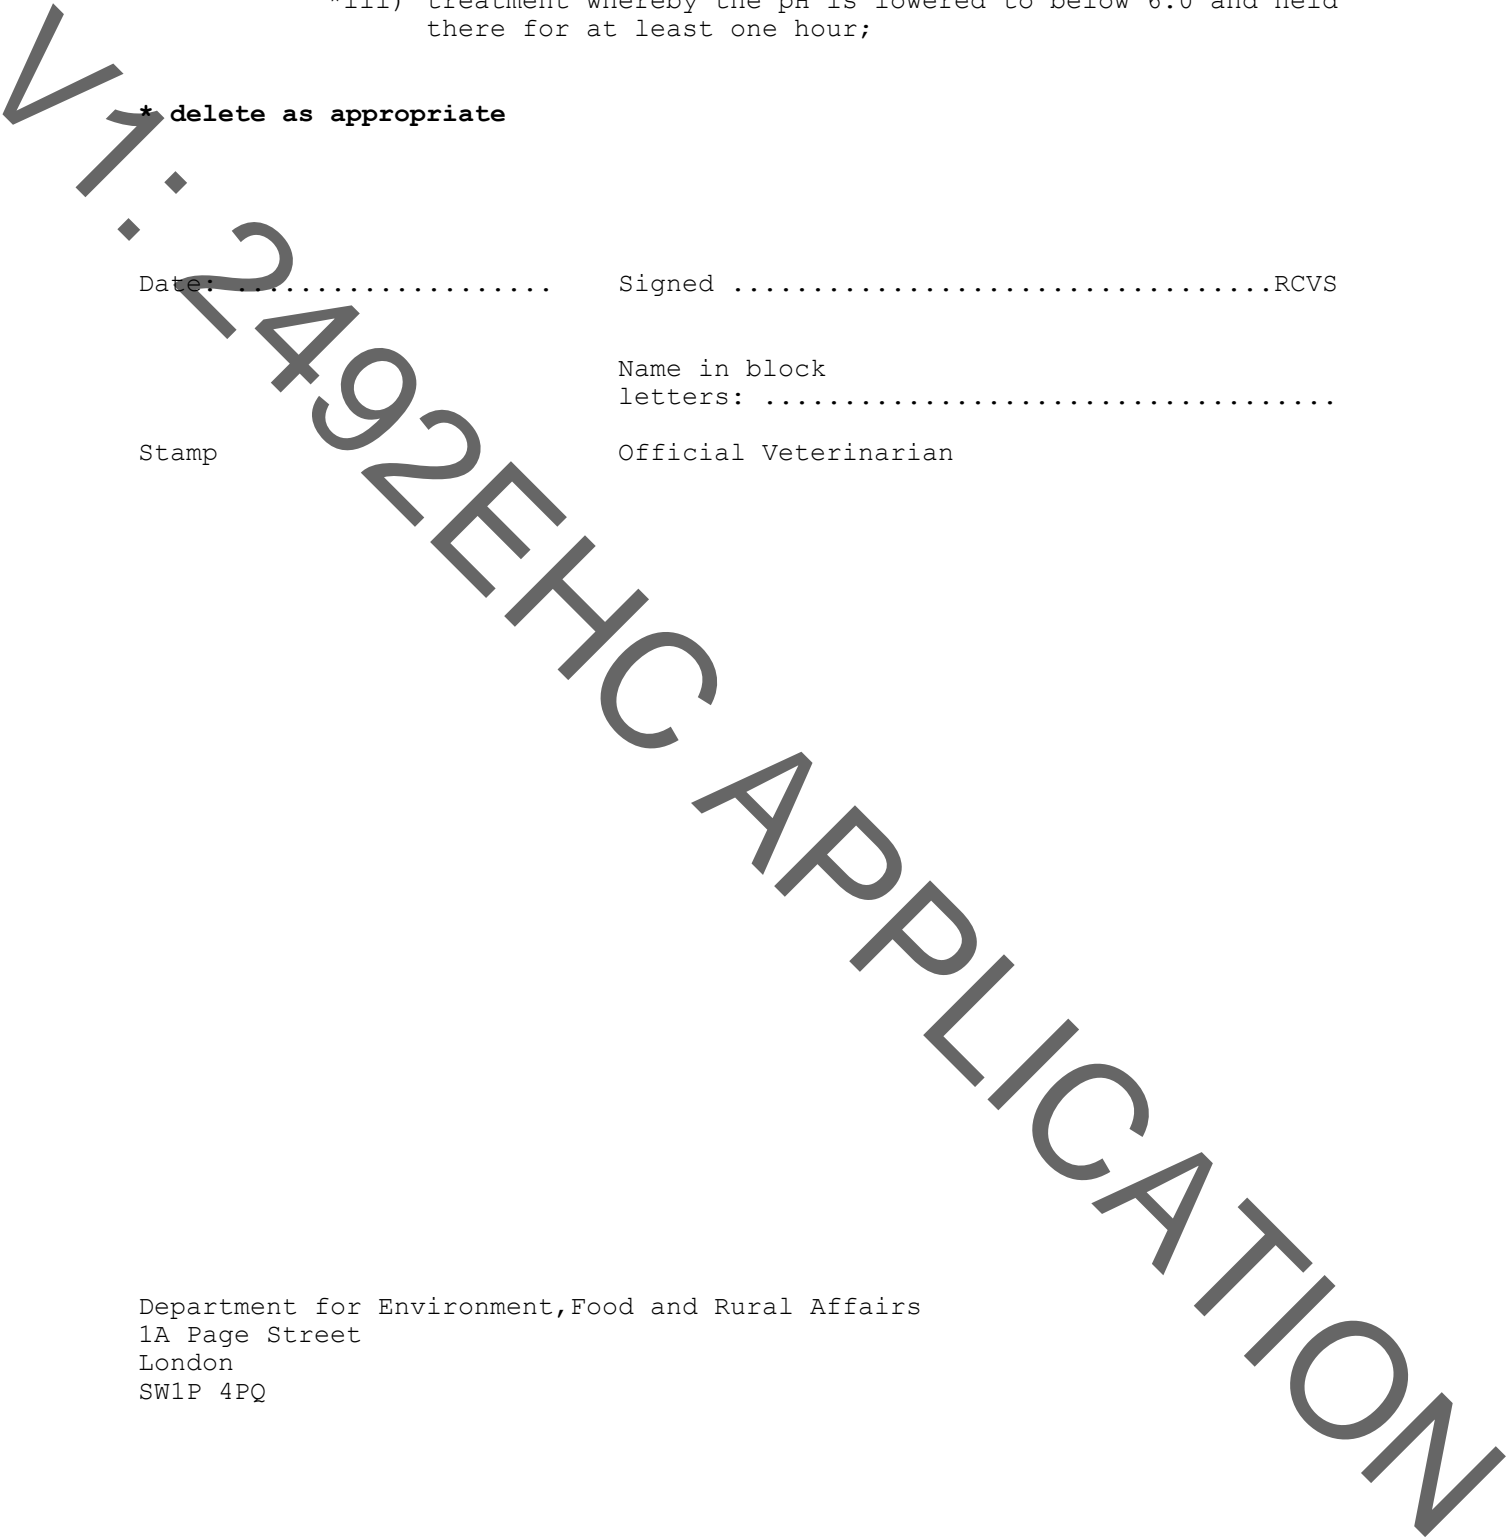 *iii) treatment whereby the pH is lowered to below 6.0 and held
there for at least one hour;
* delete as appropriate
Date: .................... Signed ..................................RCVS
Name in block
letters: ....................................
Stamp Official Veterinarian
Department for Environment,Food and Rural Affairs
1A Page Street
London
SW1P 4PQ
V1: 2492EHC APPLICATION